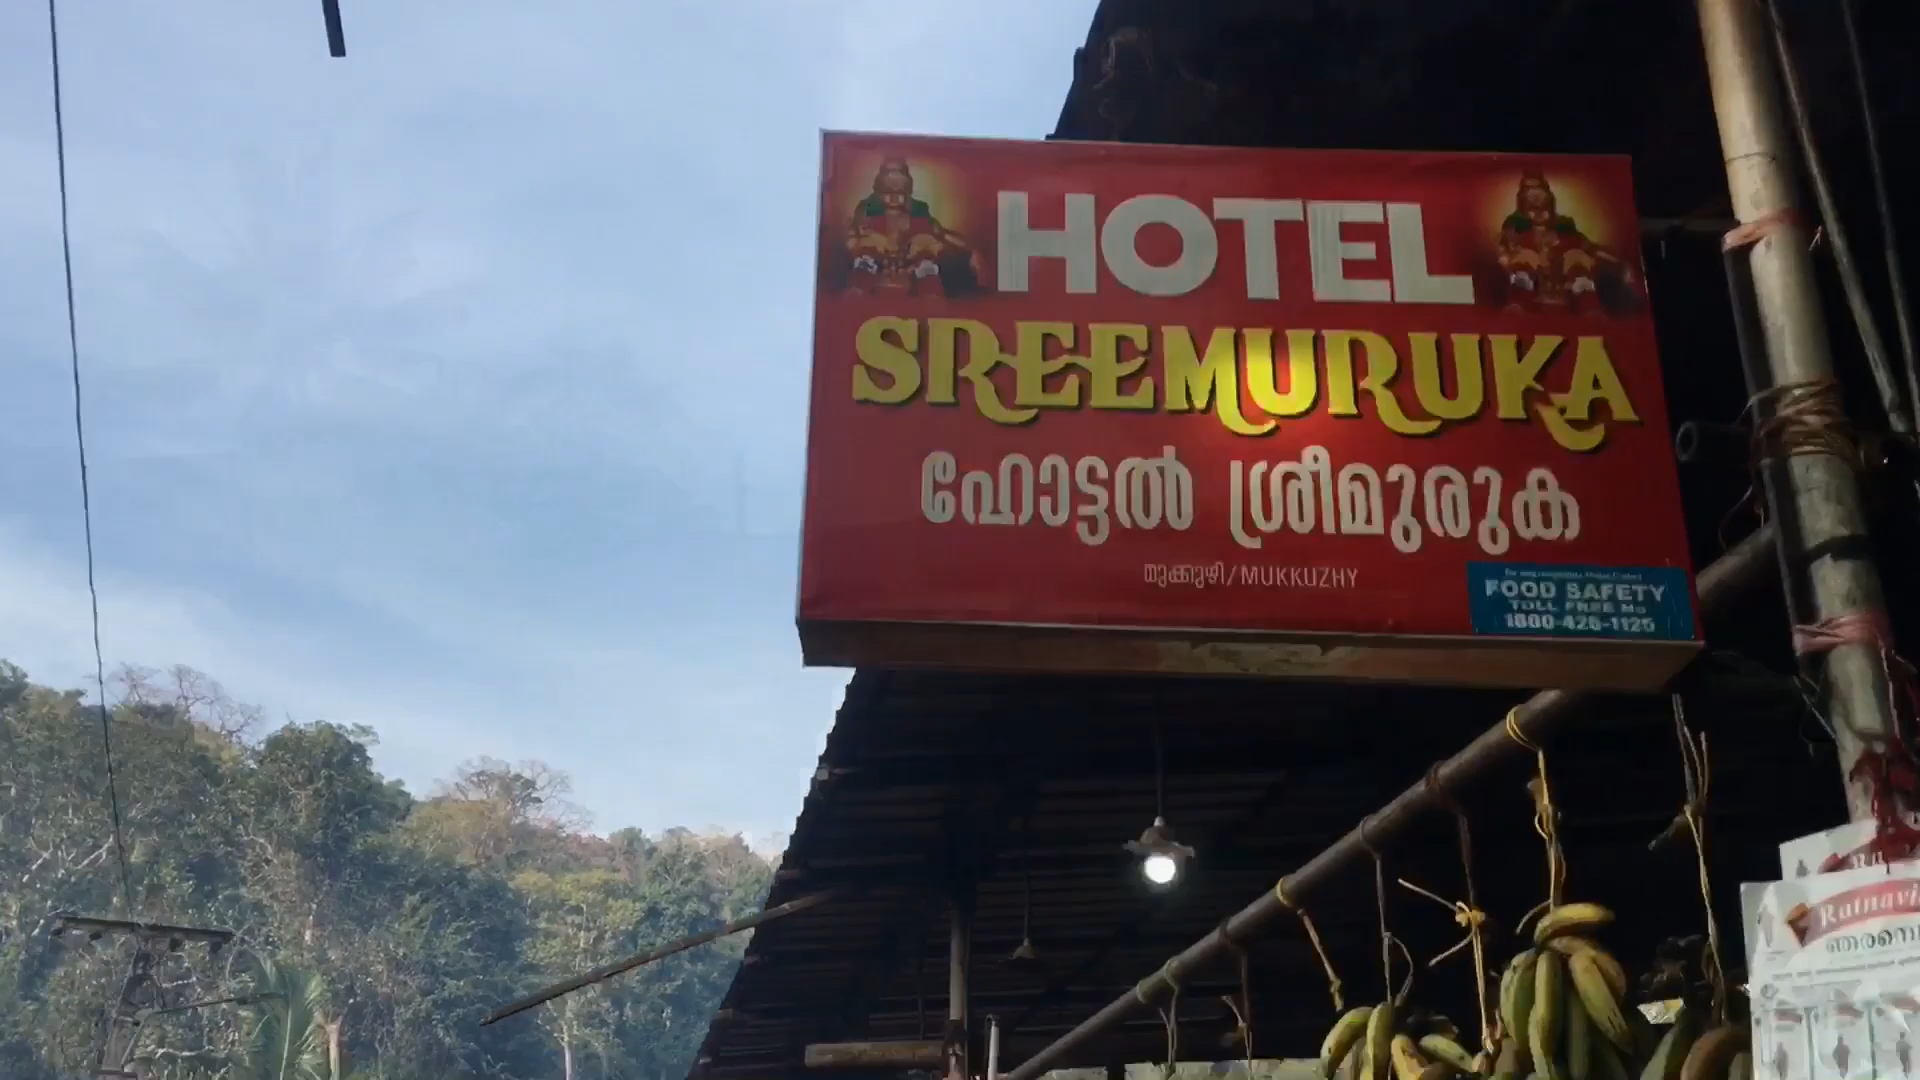 HOTEL
SREEMURUKA
ഹോട്ടൽ ശ്രീമുരുക
മുക്കുഴി/MUKKUZHY
FOOD SAFETY
TOLL FREE No
1800-425-1125